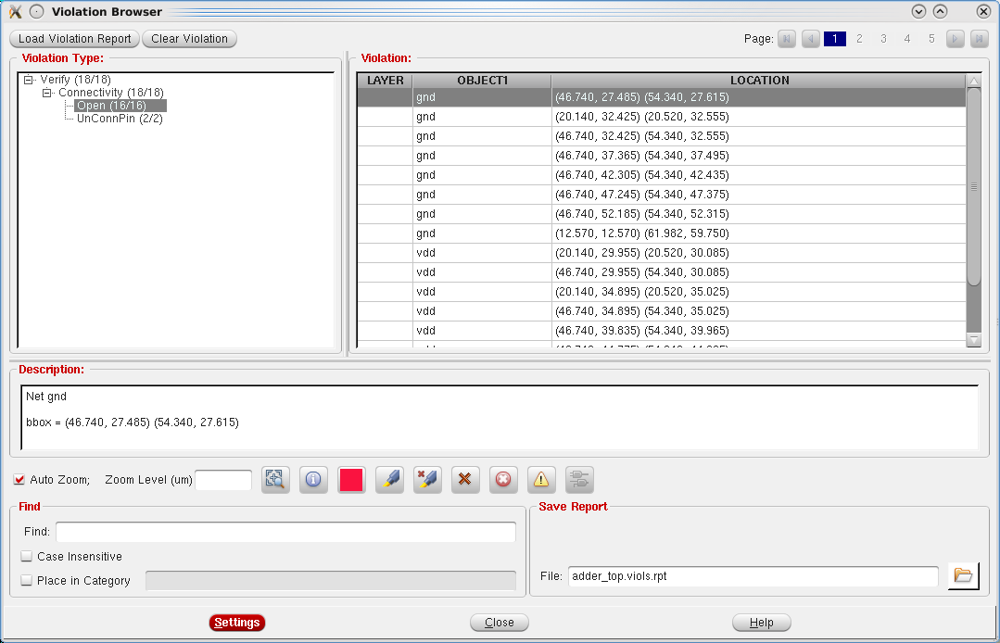 Violation Browser
Load Violation Report Clear Violation Page: 1 2 3 4 5
Violation Type:
Verify (18/18)
Connectivity (18/18)
Open (16/16)
UnConnPin (2/2)
Violation:
LAYER OBJECT1 LOCATION
gnd (46.740, 27.485) (54.340, 27.615)
gnd (20.140, 32.425) (20.520, 32.555)
gnd (46.740, 32.425) (54.340, 32.555)
gnd (46.740, 37.365) (54.340, 37.495)
gnd (46.740, 42.305) (54.340, 42.435)
gnd (46.740, 47.245) (54.340, 47.375)
gnd (46.740, 52.185) (54.340, 52.315)
gnd (12.570, 12.570) (61.982, 59.750)
vdd (20.140, 29.955) (20.520, 30.085)
vdd (46.740, 29.955) (54.340, 30.085)
vdd (20.140, 34.895) (20.520, 35.025)
vdd (46.740, 34.895) (54.340, 35.025)
vdd (46.740, 39.835) (54.340, 39.965)
Description:
Net gnd
bbox = (46.740, 27.485) (54.340, 27.615)
Auto Zoom; Zoom Level (um)
Find
Find:
Case Insensitive
Place in Category
Save Report
File: adder_top.viols.rpt
Settings Close Help